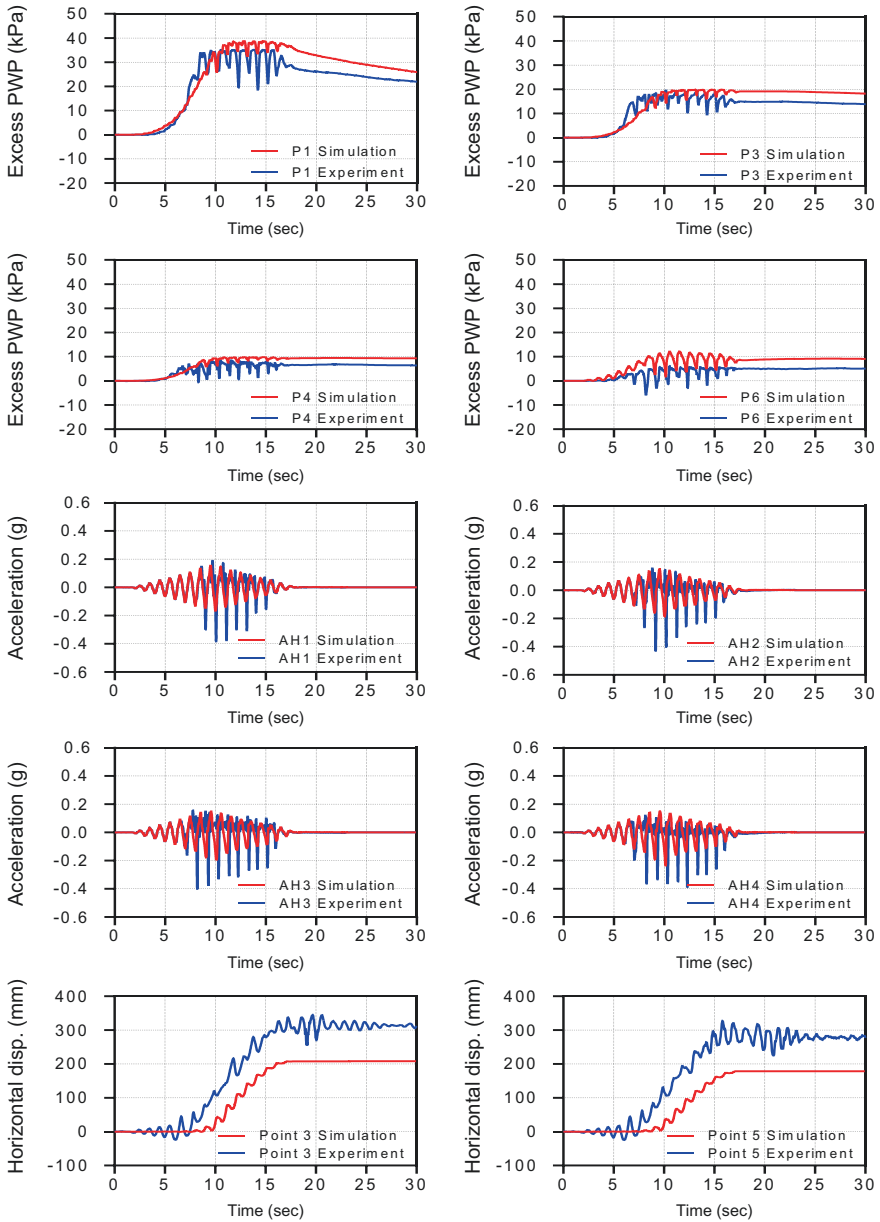 Excess PWP (kPa)
50
40
30
20
10
0
-10
-20
P1 Simulation
P1 Experiment
0 5 10 15 20 25 30
Time (sec)
Excess PWP (kPa)
50
40
30
20
10
0
-10
-20
P3 Simulation
P3 Experiment
0 5 10 15 20 25 30
Time (sec)
Excess PWP (kPa)
50
40
30
20
10
0
-10
-20
P4 Simulation
P4 Experiment
0 5 10 15 20 25 30
Time (sec)
Excess PWP (kPa)
50
40
30
20
10
0
-10
-20
P6 Simulation
P6 Experiment
0 5 10 15 20 25 30
Time (sec)
Acceleration (g)
0.6
0.4
0.2
0.0
-0.2
-0.4
-0.6
AH1 Simulation
AH1 Experiment
0 5 10 15 20 25 30
Time (sec)
Acceleration (g)
0.6
0.4
0.2
0.0
-0.2
-0.4
-0.6
AH2 Simulation
AH2 Experiment
0 5 10 15 20 25 30
Time (sec)
Acceleration (g)
0.6
0.4
0.2
0.0
-0.2
-0.4
-0.6
AH3 Simulation
AH3 Experiment
0 5 10 15 20 25 30
Time (sec)
Acceleration (g)
0.6
0.4
0.2
0.0
-0.2
-0.4
-0.6
AH4 Simulation
AH4 Experiment
0 5 10 15 20 25 30
Time (sec)
Horizontal disp. (mm)
400
300
200
100
0
-100
Point 3 Simulation
Point 3 Experiment
0 5 10 15 20 25 30
Time (sec)
Horizontal disp. (mm)
400
300
200
100
0
-100
Point 5 Simulation
Point 5 Experiment
0 5 10 15 20 25 30
Time (sec)